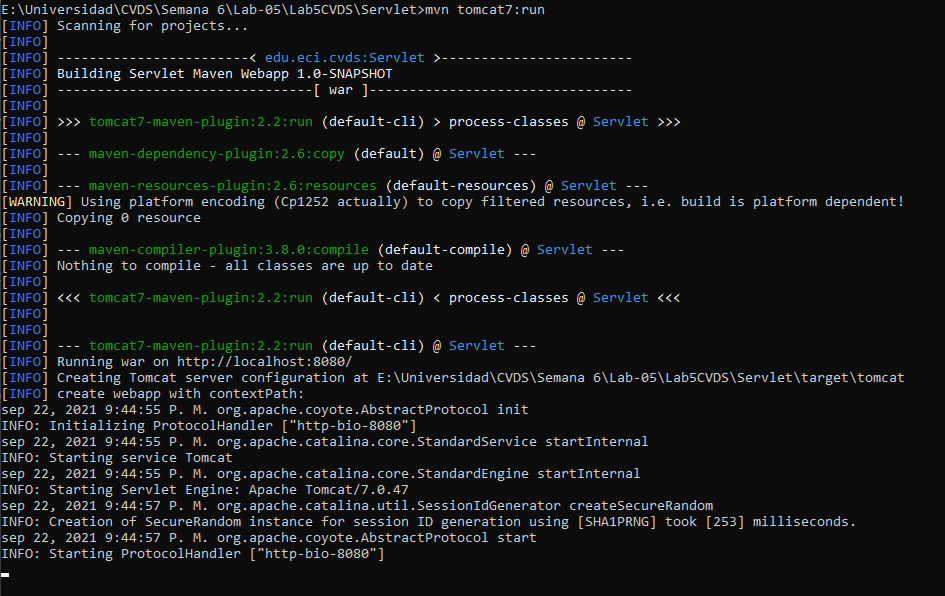 E:\Universidad\CVDS\Semana 6\Lab-05\Lab5CVDS\Servlet>mvn tomcat7:run
[INFO] Scanning for projects...
[INFO]
[INFO] ------------------------< edu.eci.cvds:Servlet >------------------------
[INFO] Building Servlet Maven Webapp 1.0-SNAPSHOT
[INFO] --------------------------------[ war ]---------------------------------
[INFO]
[INFO] >>> tomcat7-maven-plugin:2.2:run (default-cli) > process-classes @ Servlet >>>
[INFO]
[INFO] --- maven-dependency-plugin:2.6:copy (default) @ Servlet ---
[INFO]
[INFO] --- maven-resources-plugin:2.6:resources (default-resources) @ Servlet ---
[WARNING] Using platform encoding (Cp1252 actually) to copy filtered resources, i.e. build is platform dependent!
[INFO] Copying 0 resource
[INFO]
[INFO] --- maven-compiler-plugin:3.8.0:compile (default-compile) @ Servlet ---
[INFO] Nothing to compile - all classes are up to date
[INFO]
[INFO] <<< tomcat7-maven-plugin:2.2:run (default-cli) < process-classes @ Servlet <<<
[INFO]
[INFO]
[INFO] --- tomcat7-maven-plugin:2.2:run (default-cli) @ Servlet ---
[INFO] Running war on http://localhost:8080/
[INFO] Creating Tomcat server configuration at E:\Universidad\CVDS\Semana 6\Lab-05\Lab5CVDS\Servlet\target\tomcat
[INFO] create webapp with contextPath:
sep 22, 2021 9:44:55 P. M. org.apache.coyote.AbstractProtocol init
INFO: Initializing ProtocolHandler ["http-bio-8080"]
sep 22, 2021 9:44:55 P. M. org.apache.catalina.core.StandardService startInternal
INFO: Starting service Tomcat
sep 22, 2021 9:44:55 P. M. org.apache.catalina.core.StandardEngine startInternal
INFO: Starting Servlet Engine: Apache Tomcat/7.0.47
sep 22, 2021 9:44:57 P. M. org.apache.catalina.util.SessionIdGenerator createSecureRandom
INFO: Creation of SecureRandom instance for session ID generation using [SHA1PRNG] took [253] milliseconds.
sep 22, 2021 9:44:57 P. M. org.apache.coyote.AbstractProtocol start
INFO: Starting ProtocolHandler ["http-bio-8080"]